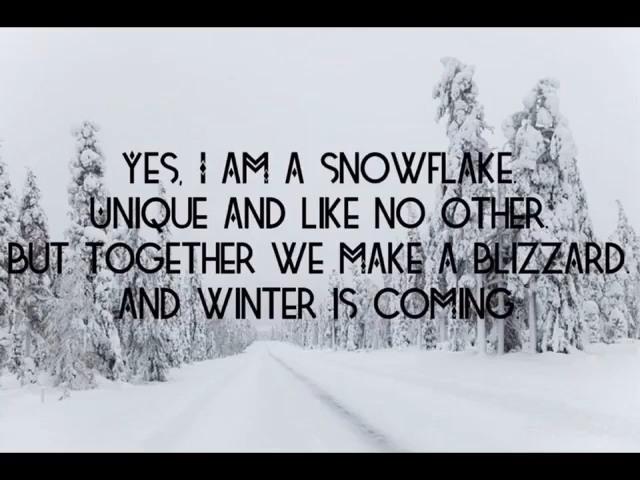 YES, I AM A SNOWFLAKE.
UNIQUE AND LIKE NO OTHER.
BUT TOGETHER WE MAKE A BLIZZARD.
AND WINTER IS COMING